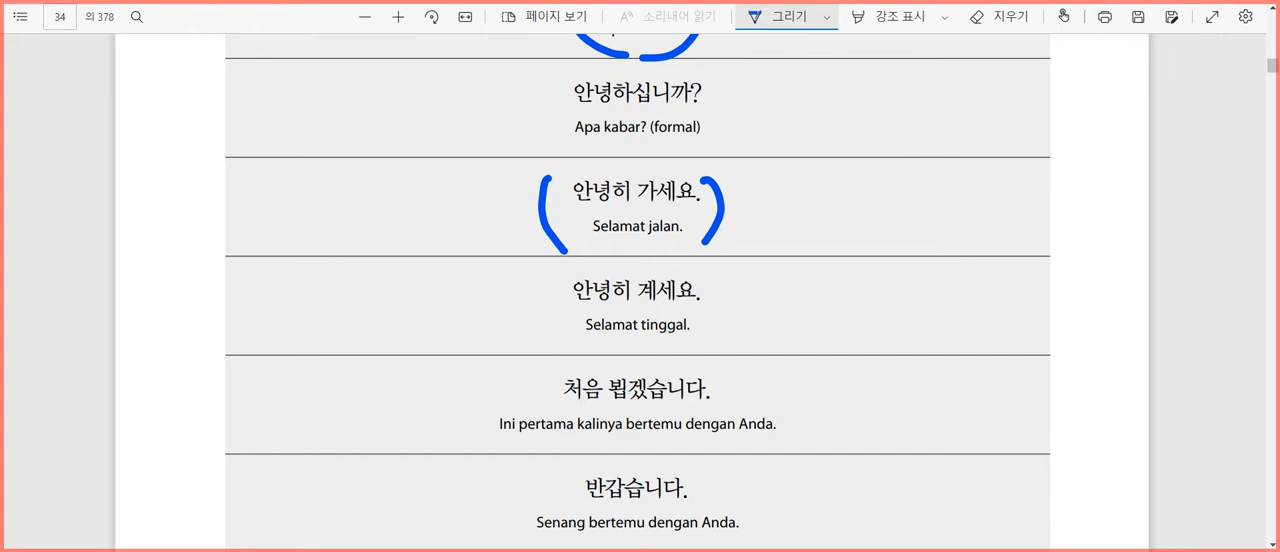 34 의 378 페이지 보기 소리내어 읽기 그리기 강조 표시 지우기
안녕하십니까?
Apa kabar? (formal)
안녕히 가세요.
Selamat jalan.
안녕히 계세요.
Selamat tinggal.
처음 뵙겠습니다.
Ini pertama kalinya bertemu dengan Anda.
반갑습니다.
Senang bertemu dengan Anda.